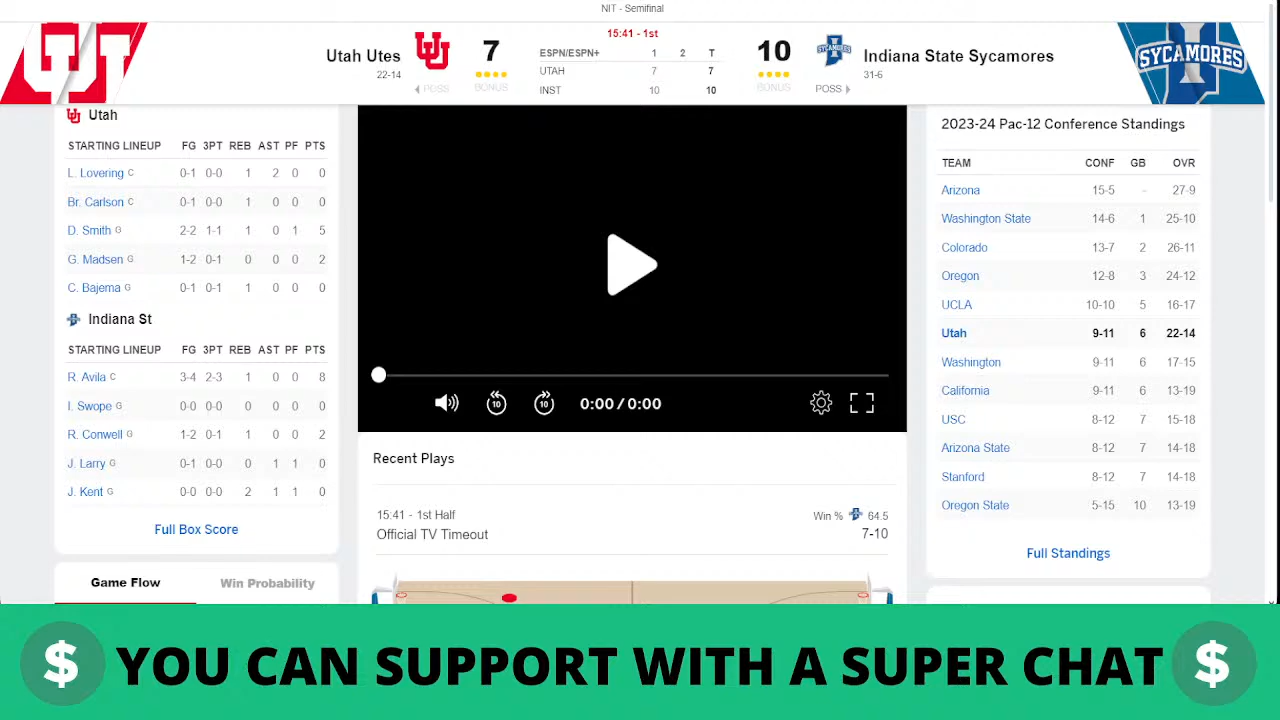 NIT - Semifinal
Utah Utes
22-14
7
BONUS
POSS
15:41 - 1st
ESPN/ESPN+ 1 2 T
UTAH 7 7
INST 10 10
10
BONUS
SYCAMORES
Indiana State Sycamores
31-6
POSS
SYCAMORES
Utah
STARTING LINEUP FG 3PT REB AST PF PTS
L. Lovering C 0-1 0-0 1 2 0 0
Br. Carlson C 0-1 0-0 1 0 0 0
D. Smith G 2-2 1-1 1 0 1 5
G. Madsen G 1-2 0-1 0 0 0 2
C. Bajema G 0-1 0-1 1 0 0 0
Indiana St
STARTING LINEUP FG 3PT REB AST PF PTS
R. Avila C 3-4 2-3 1 0 0 8
I. Swope G 0-0 0-0 0 0 0 0
R. Conwell G 1-2 0-1 1 0 0 2
J. Larry G 0-1 0-0 0 1 1 0
J. Kent G 0-0 0-0 2 1 1 0
Full Box Score
Game Flow
Win Probability
10
10
0:00 / 0:00
Recent Plays
15:41 - 1st Half
Official TV Timeout
Win % 64.5
7-10
2023-24 Pac-12 Conference Standings
TEAM CONF GB OVR
Arizona 15-5 - 27-9
Washington State 14-6 1 25-10
Colorado 13-7 2 26-11
Oregon 12-8 3 24-12
UCLA 10-10 5 16-17
Utah 9-11 6 22-14
Washington 9-11 6 17-15
California 9-11 6 13-19
USC 8-12 7 15-18
Arizona State 8-12 7 14-18
Stanford 8-12 7 14-18
Oregon State 5-15 10 13-19
Full Standings
$ YOU CAN SUPPORT WITH A SUPER CHAT $